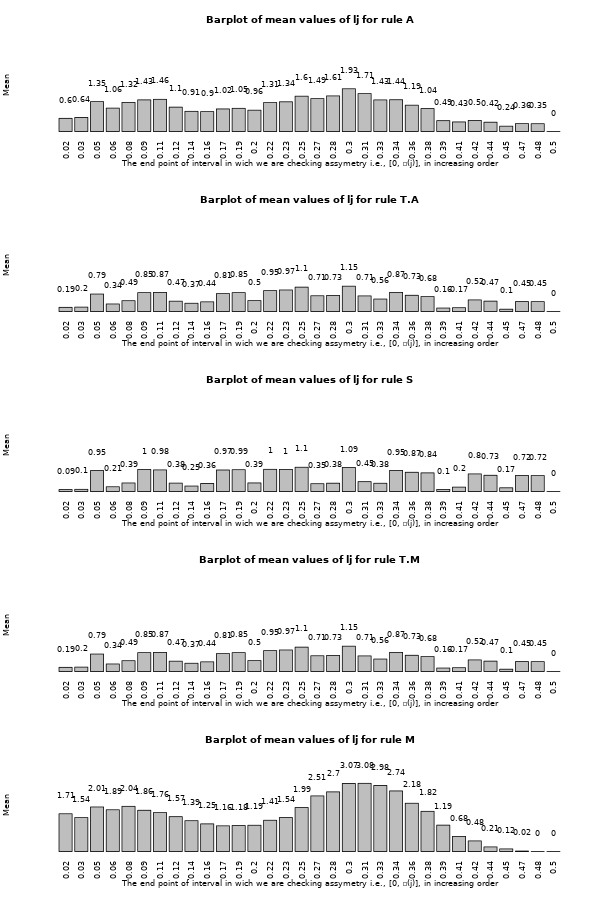 Barplot of mean values of lj for rule A
Mean
0.6 0.64 1.35 1.06 1.32 1.43 1.46 1.1 0.91 0.9 1.02 1.05 0.96 1.31 1.34 1.6 1.49 1.61 1.93 1.71 1.43 1.44 1.19 1.04 0.49 0.43 0.5 0.42 0.24 0.36 0.35 0
0.02 0.03 0.05 0.06 0.08 0.09 0.11 0.12 0.14 0.16 0.17 0.19 0.2 0.22 0.23 0.25 0.27 0.28 0.3 0.31 0.33 0.34 0.36 0.38 0.39 0.41 0.42 0.44 0.45 0.47 0.48 0.5
The end point of interval in wich we are checking assymetry i.e., [0, □(j)], in increasing order
Barplot of mean values of lj for rule T.A
Mean
0.19 0.2 0.79 0.34 0.49 0.85 0.87 0.47 0.37 0.44 0.81 0.85 0.5 0.95 0.97 1.1 0.71 0.73 1.15 0.71 0.56 0.87 0.73 0.68 0.16 0.17 0.52 0.47 0.1 0.45 0.45 0
0.02 0.03 0.05 0.06 0.08 0.09 0.11 0.12 0.14 0.16 0.17 0.19 0.2 0.22 0.23 0.25 0.27 0.28 0.3 0.31 0.33 0.34 0.36 0.38 0.39 0.41 0.42 0.44 0.45 0.47 0.48 0.5
The end point of interval in wich we are checking assymetry i.e., [0, □(j)], in increasing order
Barplot of mean values of lj for rule S
Mean
0.09 0.1 0.95 0.21 0.39 1 0.98 0.38 0.25 0.36 0.97 0.99 0.39 1 1 1.1 0.35 0.38 1.09 0.45 0.38 0.95 0.87 0.84 0.1 0.2 0.8 0.73 0.17 0.72 0.72 0
0.02 0.03 0.05 0.06 0.08 0.09 0.11 0.12 0.14 0.16 0.17 0.19 0.2 0.22 0.23 0.25 0.27 0.28 0.3 0.31 0.33 0.34 0.36 0.38 0.39 0.41 0.42 0.44 0.45 0.47 0.48 0.5
The end point of interval in wich we are checking assymetry i.e., [0, □(j)], in increasing order
Barplot of mean values of lj for rule T.M
Mean
0.19 0.2 0.79 0.34 0.49 0.85 0.87 0.47 0.37 0.44 0.81 0.85 0.5 0.95 0.97 1.1 0.71 0.73 1.15 0.71 0.56 0.87 0.73 0.68 0.16 0.17 0.52 0.47 0.1 0.45 0.45 0
0.02 0.03 0.05 0.06 0.08 0.09 0.11 0.12 0.14 0.16 0.17 0.19 0.2 0.22 0.23 0.25 0.27 0.28 0.3 0.31 0.33 0.34 0.36 0.38 0.39 0.41 0.42 0.44 0.45 0.47 0.48 0.5
The end point of interval in wich we are checking assymetry i.e., [0, □(j)], in increasing order
Barplot of mean values of lj for rule M
Mean
1.71 1.54 2.01 1.89 2.04 1.86 1.76 1.57 1.39 1.25 1.16 1.18 1.19 1.41 1.54 1.99 2.51 2.7 3.07 3.08 2.98 2.74 2.18 1.82 1.19 0.68 0.48 0.21 0.12 0.02 0 0
0.02 0.03 0.05 0.06 0.08 0.09 0.11 0.12 0.14 0.16 0.17 0.19 0.2 0.22 0.23 0.25 0.27 0.28 0.3 0.31 0.33 0.34 0.36 0.38 0.39 0.41 0.42 0.44 0.45 0.47 0.48 0.5
The end point of interval in wich we are checking assymetry i.e., [0, □(j)], in increasing order